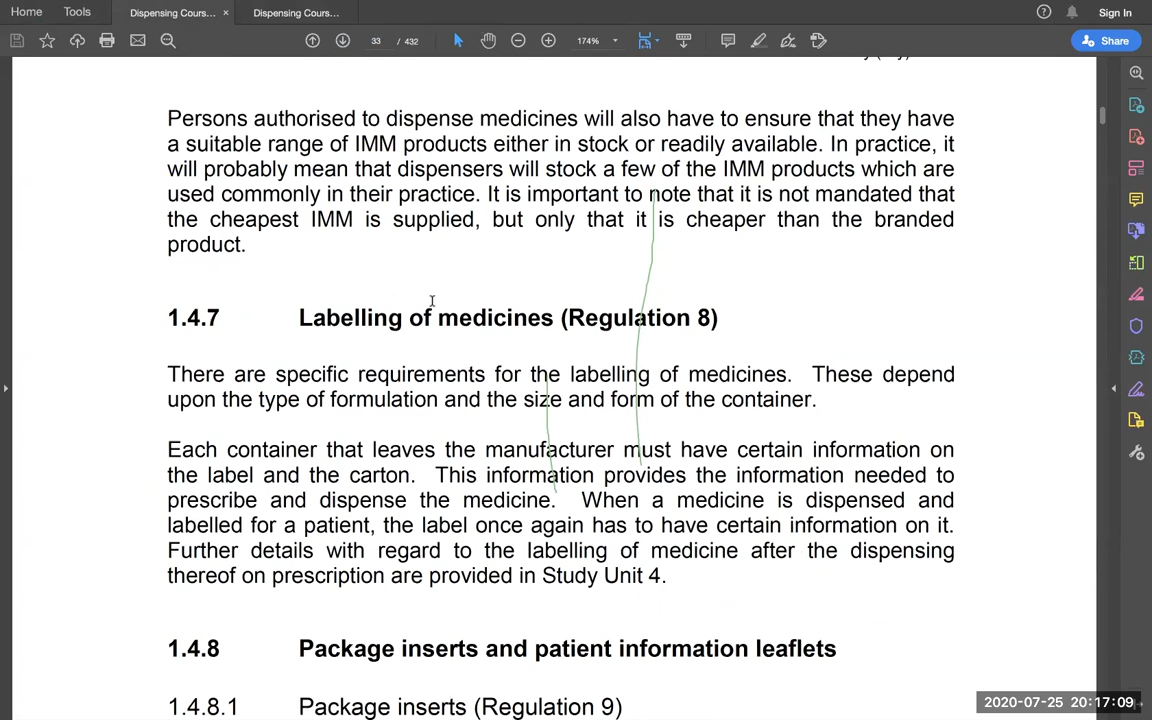 Home Tools Dispensing Cours... × Dispensing Cours... Sign In
33 / 432 174% Share
Persons authorised to dispense medicines will also have to ensure that they have
a suitable range of IMM products either in stock or readily available. In practice, it
will probably mean that dispensers will stock a few of the IMM products which are
used commonly in their practice. It is important to note that it is not mandated that
the cheapest IMM is supplied, but only that it is cheaper than the branded
product.
1.4.7 Labelling of medicines (Regulation 8)
There are specific requirements for the labelling of medicines. These depend
upon the type of formulation and the size and form of the container.
Each container that leaves the manufacturer must have certain information on
the label and the carton. This information provides the information needed to
prescribe and dispense the medicine. When a medicine is dispensed and
labelled for a patient, the label once again has to have certain information on it.
Further details with regard to the labelling of medicine after the dispensing
thereof on prescription are provided in Study Unit 4.
1.4.8 Package inserts and patient information leaflets
1.4.8.1 Package inserts (Regulation 9)
2020-07-25 20:17:09